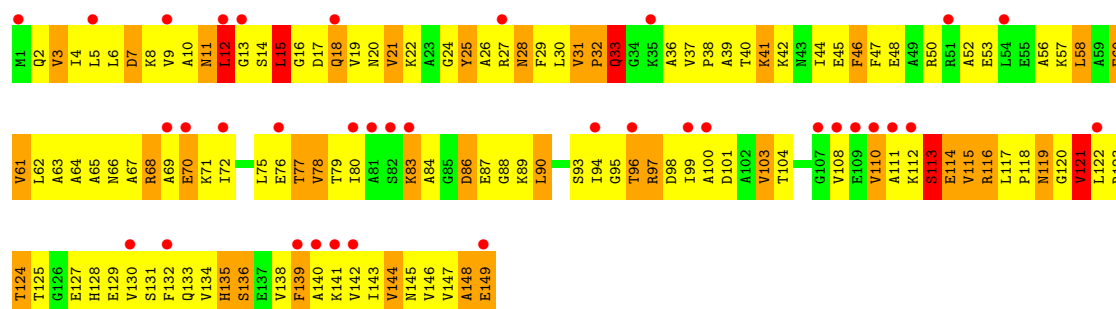 M1 Q2 V3 I4 L5 L6 D7 K8 V9 A10 N11 L12 G13 S14 L15 G16 D17 Q18 V19 N20 V21 K22 A23 G24 Y25 A26 R27 N28 F29 L30 V31 P32 Q33 G34 K35 A36 V37 P38 A39 T40 K41 K42 N43 I44 E45 F46 F47 E48 A49 R50 R51 A52 E53 L54 E55 A56 K57 L58 A59
V61 L62 A63 A64 A65 N66 A67 R68 A69 E70 K71 I72 L75 E76 T77 V78 T79 I80 A81 S82 K83 A84 G85 D86 E87 G88 K89 L90 S93 I94 G95 T96 R97 D98 I99 A100 D101 A102 V103 T104 G107 V108 E109 V110 A111 K112 S113 E114 V115 R116 L117 P118 N119 G120 V121 L122
T124 T125 G126 E127 H128 E129 V130 S131 F132 Q133 V134 H135 S136 E137 V138 F139 A140 K141 V142 I143 V144 N145 V146 V147 A148 E149